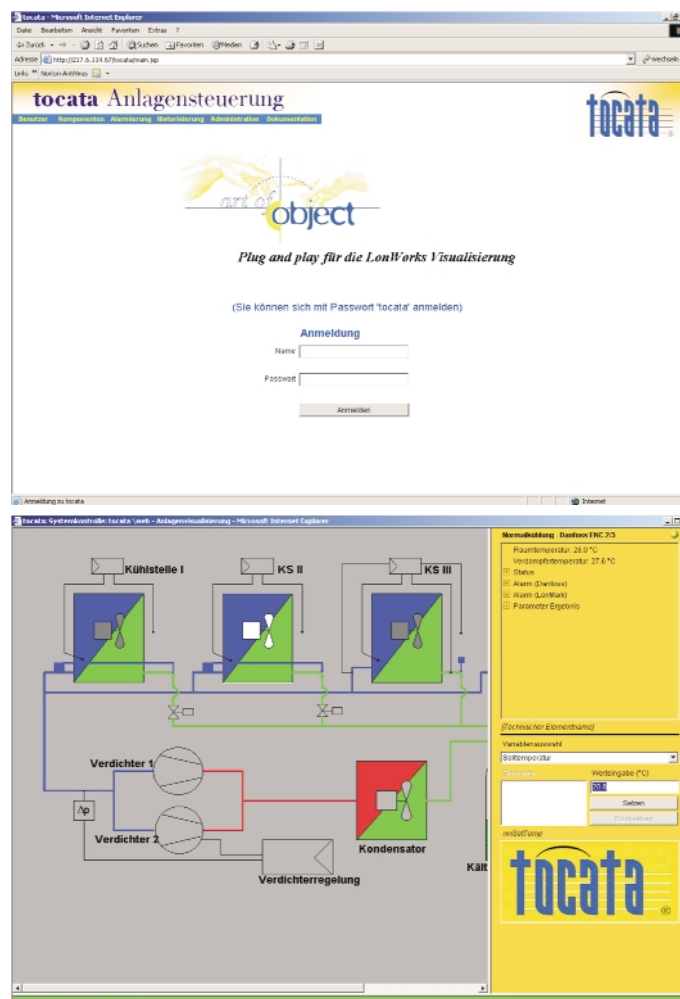 tocata - Microsoft Internet Explorer
Datei Bearbeiten Ansicht Favoriten Extras ?
Zurück Suchen Favoriten Medien
Adresse http://217.6.114.67/tocata/main.jsp Wechseln
Links Norton AntiVirus
tocata Anlagensteuerung
tocata
Benutzer Komponenten Alarmierung Historisierung Administration Dokumentation
art of object
Plug and play für die LonWorks Visualisierung
(Sie können sich mit Passwort 'tocata' anmelden)
Anmeldung
Name
Passwort
Anmelden
Anmeldung zu tocata Internet
tocata: Systemkontrolle: tocata \web - Anlagenvisualisierung - Microsoft Internet Explorer
Normalkühlung Danfoss EKC 2/3
Raumtemperatur: 28,0 °C
Verdampfertemperatur: 27,6 °C
Status
Alarm (Danfoss)
Alarm (LonMark)
Parameter Ergebnis
Kühlstelle I
KS II
KS III
[Technischer Elementname]
Variablenauswahl
Solltemperatur
Werteingabe (°C)
20.0
Setzen
nviSetTemp
tocata ®
Verdichter 1
Δp
Verdichter 2
Kondensator
Kält
Verdichterregelung